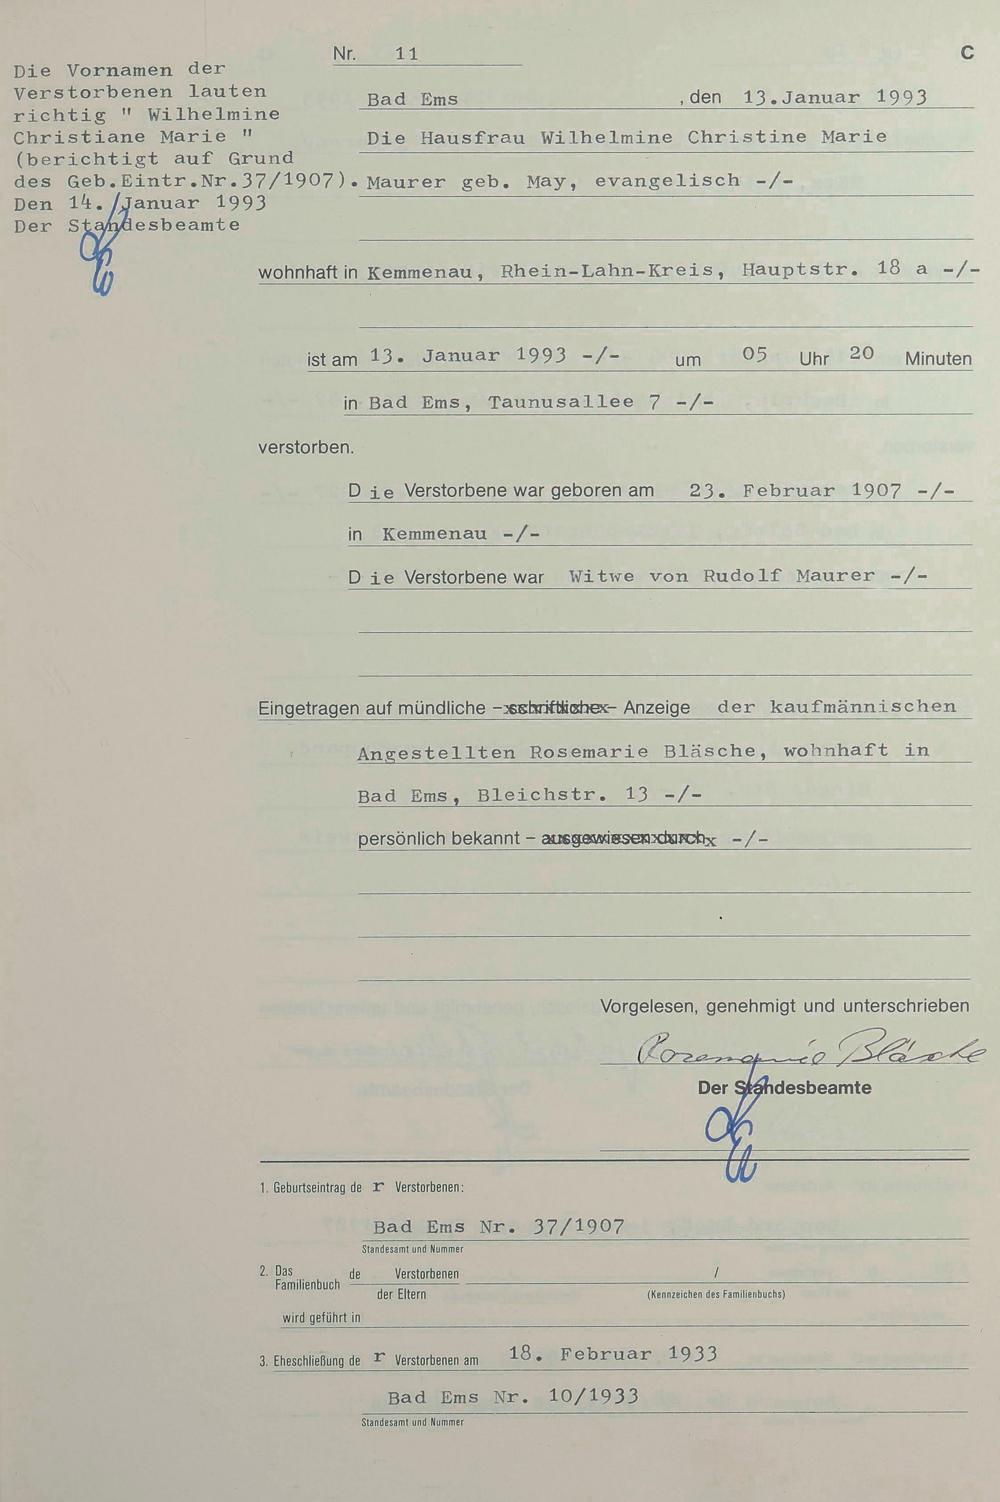 Nr. 11
C
Die Vornamen der
Verstorbenen lauten
richtig " Wilhelmine
Christiane Marie "
(berichtigt auf Grund
des Geb.Eintr.Nr.37/1907).
Den 14. Januar 1993
Der Standesbeamte
Bad Ems , den 13.Januar 1993
Die Hausfrau Wilhelmine Christine Marie
Maurer geb. May, evangelisch -/-
wohnhaft in Kemmenau, Rhein-Lahn-Kreis, Hauptstr. 18 a -/-
ist am 13. Januar 1993 -/- um 05 Uhr 20 Minuten
in Bad Ems, Taunusallee 7 -/-
verstorben.
Die Verstorbene war geboren am 23. Februar 1907 -/-
in Kemmenau -/-
Die Verstorbene war Witwe von Rudolf Maurer -/-
Eingetragen auf mündliche – schriftliche – Anzeige der kaufmännischen
Angestellten Rosemarie Bläsche, wohnhaft in
Bad Ems, Bleichstr. 13 -/-
persönlich bekannt – ausgewiesen durch -/-
Vorgelesen, genehmigt und unterschrieben
Rosemarie Bläsche
Der Standesbeamte
1. Geburtseintrag de r Verstorbenen:
Bad Ems Nr. 37/1907
Standesamt und Nummer
2. Das Familienbuch de Verstorbenen /
der Eltern (Kennzeichen des Familienbuchs)
wird geführt in
3. Eheschließung de r Verstorbenen am 18. Februar 1933
Bad Ems Nr. 10/1933
Standesamt und Nummer